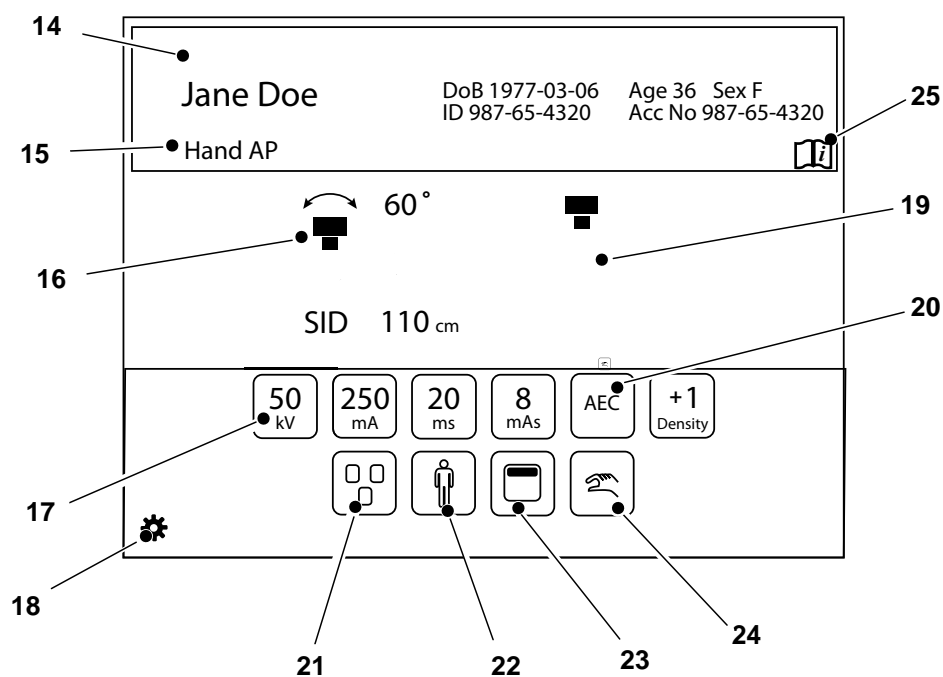 14
Jane Doe
DoB 1977-03-06 Age 36 Sex F
ID 987-65-4320 Acc No 987-65-4320
25
15
Hand AP
i
60°
19
16
SID 110 cm
20
50 kV
250 mA
20 ms
8 mAs
AEC
+1 Density
17
18
21
22
23
24